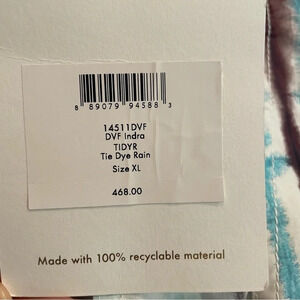 8 89079 94588 3
14511DVF
DVF Indra
TIDYR
Tie Dye Rain
Size XL
468.00
Made with 100% recyclable material